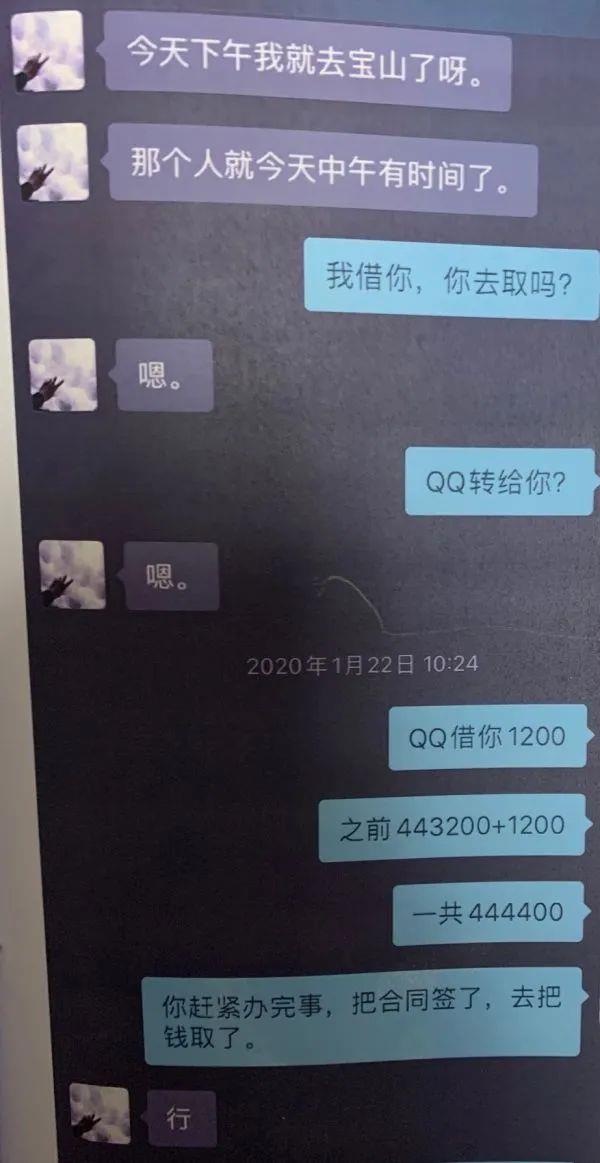 今天下午我就去宝山了呀。
那个人就今天中午有时间了。
我借你，你去取吗？
嗯。
QQ转给你？
嗯。
2020年1月22日 10:24
QQ借你1200
之前443200+1200
一共444400
你赶紧办完事，把合同签了，去把
钱取了。
行